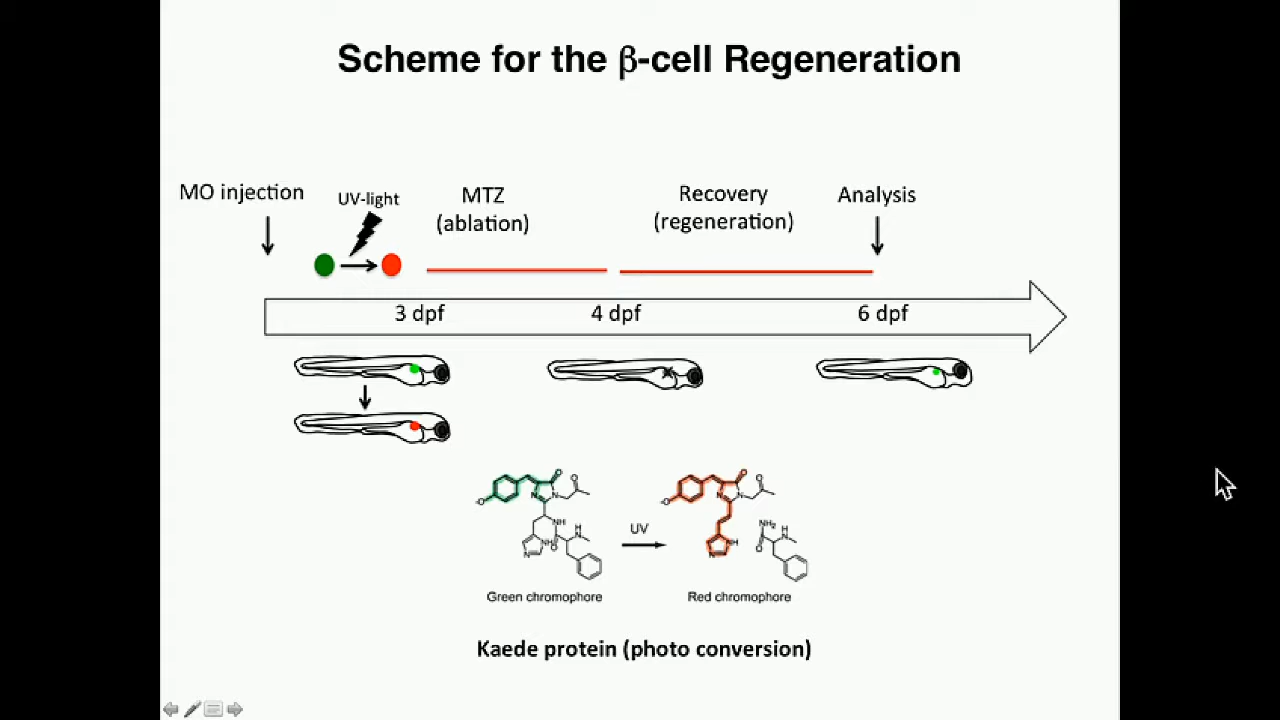 Scheme for the β-cell Regeneration
MO injection
UV-light
MTZ
(ablation)
Recovery
(regeneration)
Analysis
3 dpf
4 dpf
6 dpf
UV
Green chromophore
Red chromophore
Kaede protein (photo conversion)